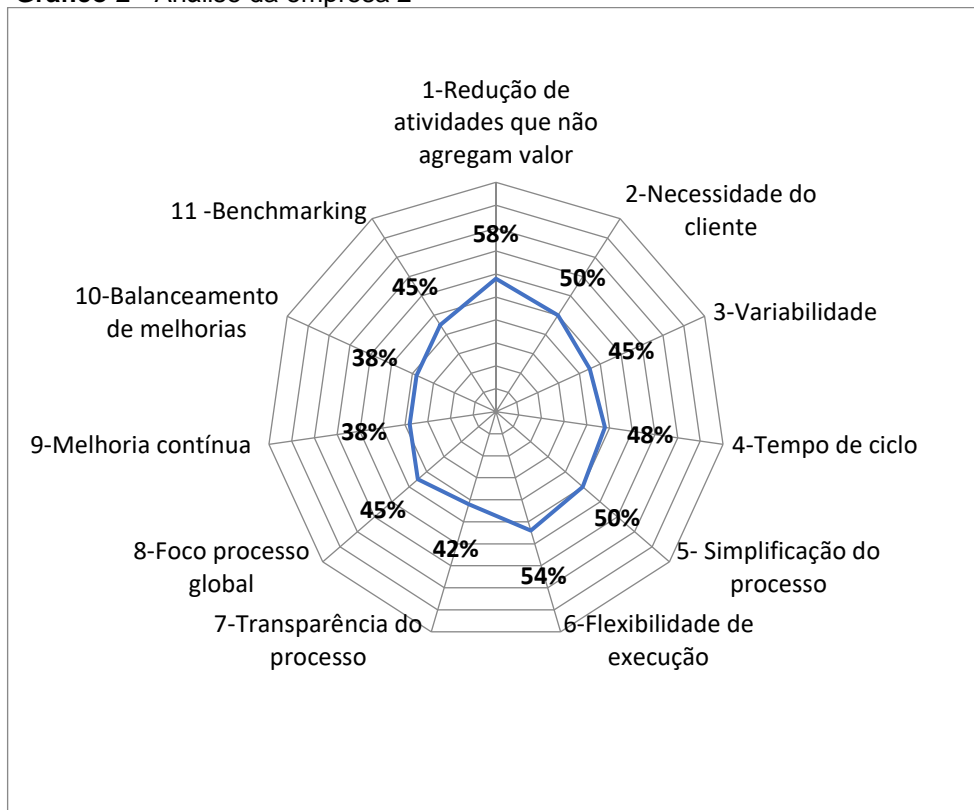 Gráfico 2 - Análise da empresa 2
1-Redução de
atividades que não
agregam valor
2-Necessidade do
cliente
3-Variabilidade
4-Tempo de ciclo
5- Simplificação do
processo
6-Flexibilidade de
execução
7-Transparência do
processo
8-Foco processo
global
9-Melhoria contínua
10-Balanceamento
de melhorias
11 -Benchmarking
58%
50%
45%
48%
50%
54%
42%
45%
38%
38%
45%